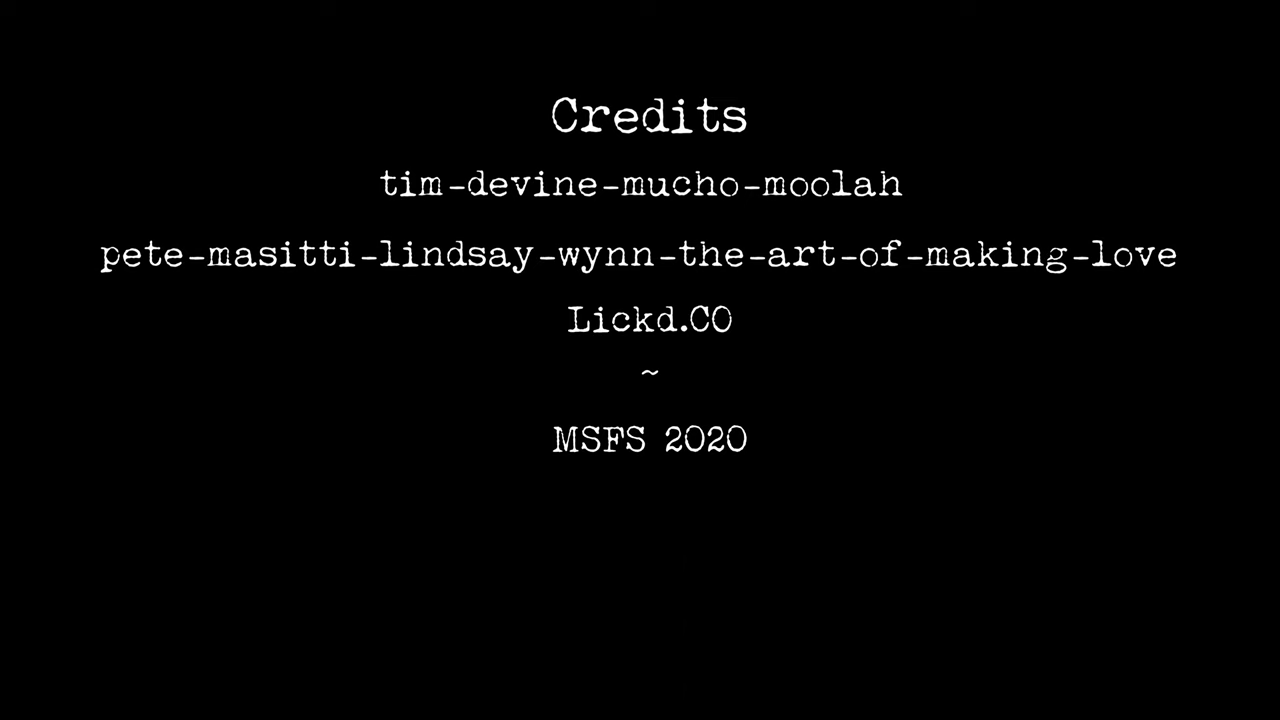 Credits
tim-devine-mucho-moolah
pete-masitti-lindsay-wynn-the-art-of-making-love
Lickd.CO
~
MSFS 2020